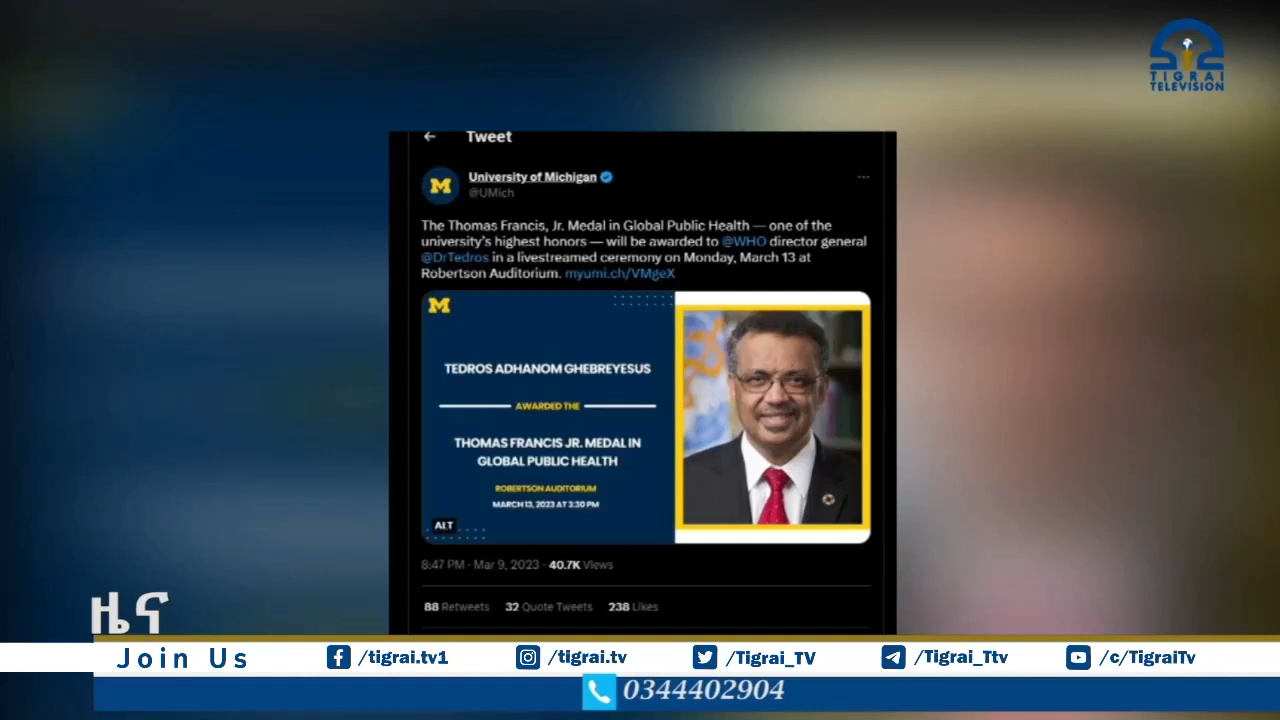 TIGRAI
TELEVISION
Tweet
University of Michigan
@UMich
The Thomas Francis, Jr. Medal in Global Public Health — one of the
university's highest honors — will be awarded to @WHO director general
@DrTedros in a livestreamed ceremony on Monday, March 13 at
Robertson Auditorium. myumi.ch/VMgeX
M
TEDROS ADHANOM GHEBREYESUS
AWARDED THE
THOMAS FRANCIS JR. MEDAL IN
GLOBAL PUBLIC HEALTH
ROBERTSON AUDITORIUM
MARCH 13, 2023 AT 3:30 PM
ALT
8:47 PM · Mar 9, 2023 · 40.7K Views
88 Retweets 32 Quote Tweets 238 Likes
ዜና
Join Us /tigrai.tv1 /tigrai.tv /Tigrai_TV /Tigrai_Ttv /c/TigraiTv
0344402904